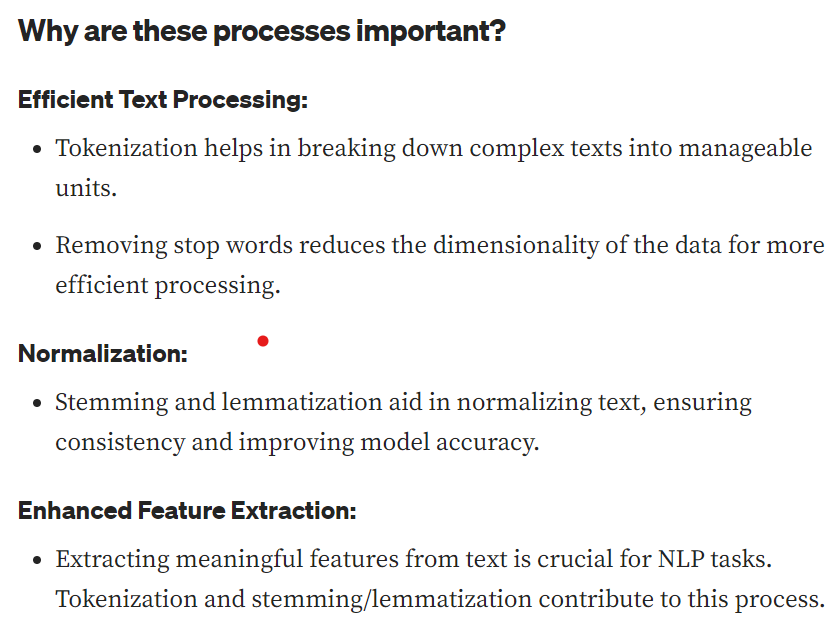 Why are these processes important?
Efficient Text Processing:
• Tokenization helps in breaking down complex texts into manageable
units.
• Removing stop words reduces the dimensionality of the data for more
efficient processing.
Normalization:
• Stemming and lemmatization aid in normalizing text, ensuring
consistency and improving model accuracy.
Enhanced Feature Extraction:
• Extracting meaningful features from text is crucial for NLP tasks.
Tokenization and stemming/lemmatization contribute to this process.